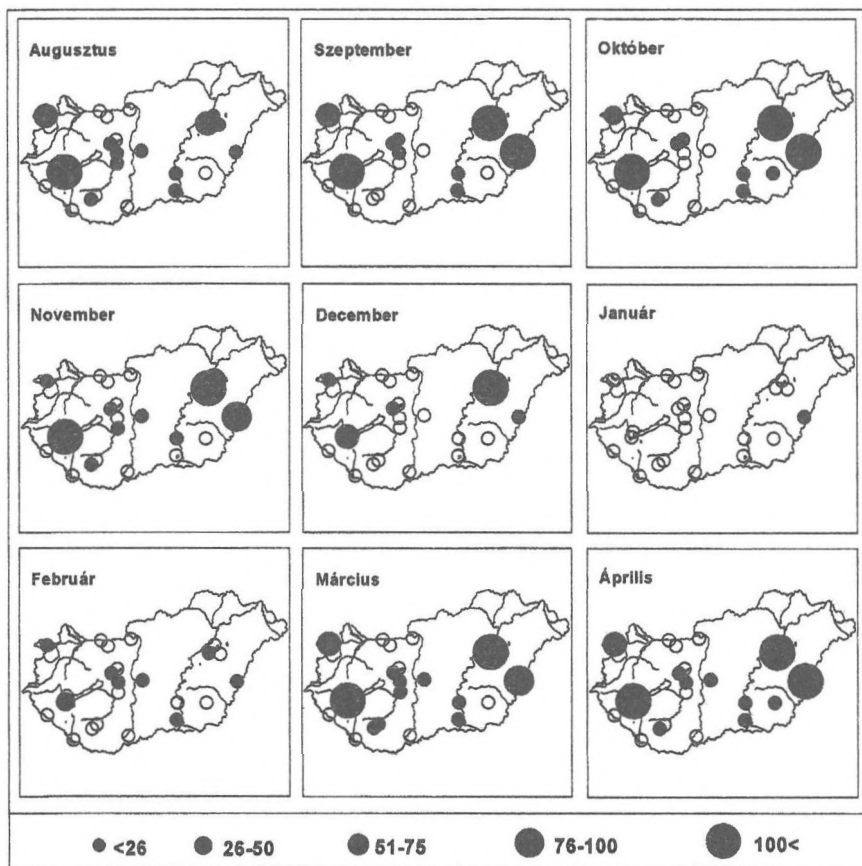 Augusztus
Szeptember
Október
November
December
Január
Február
Március
Április
<26
26-50
51-75
76-100
100<